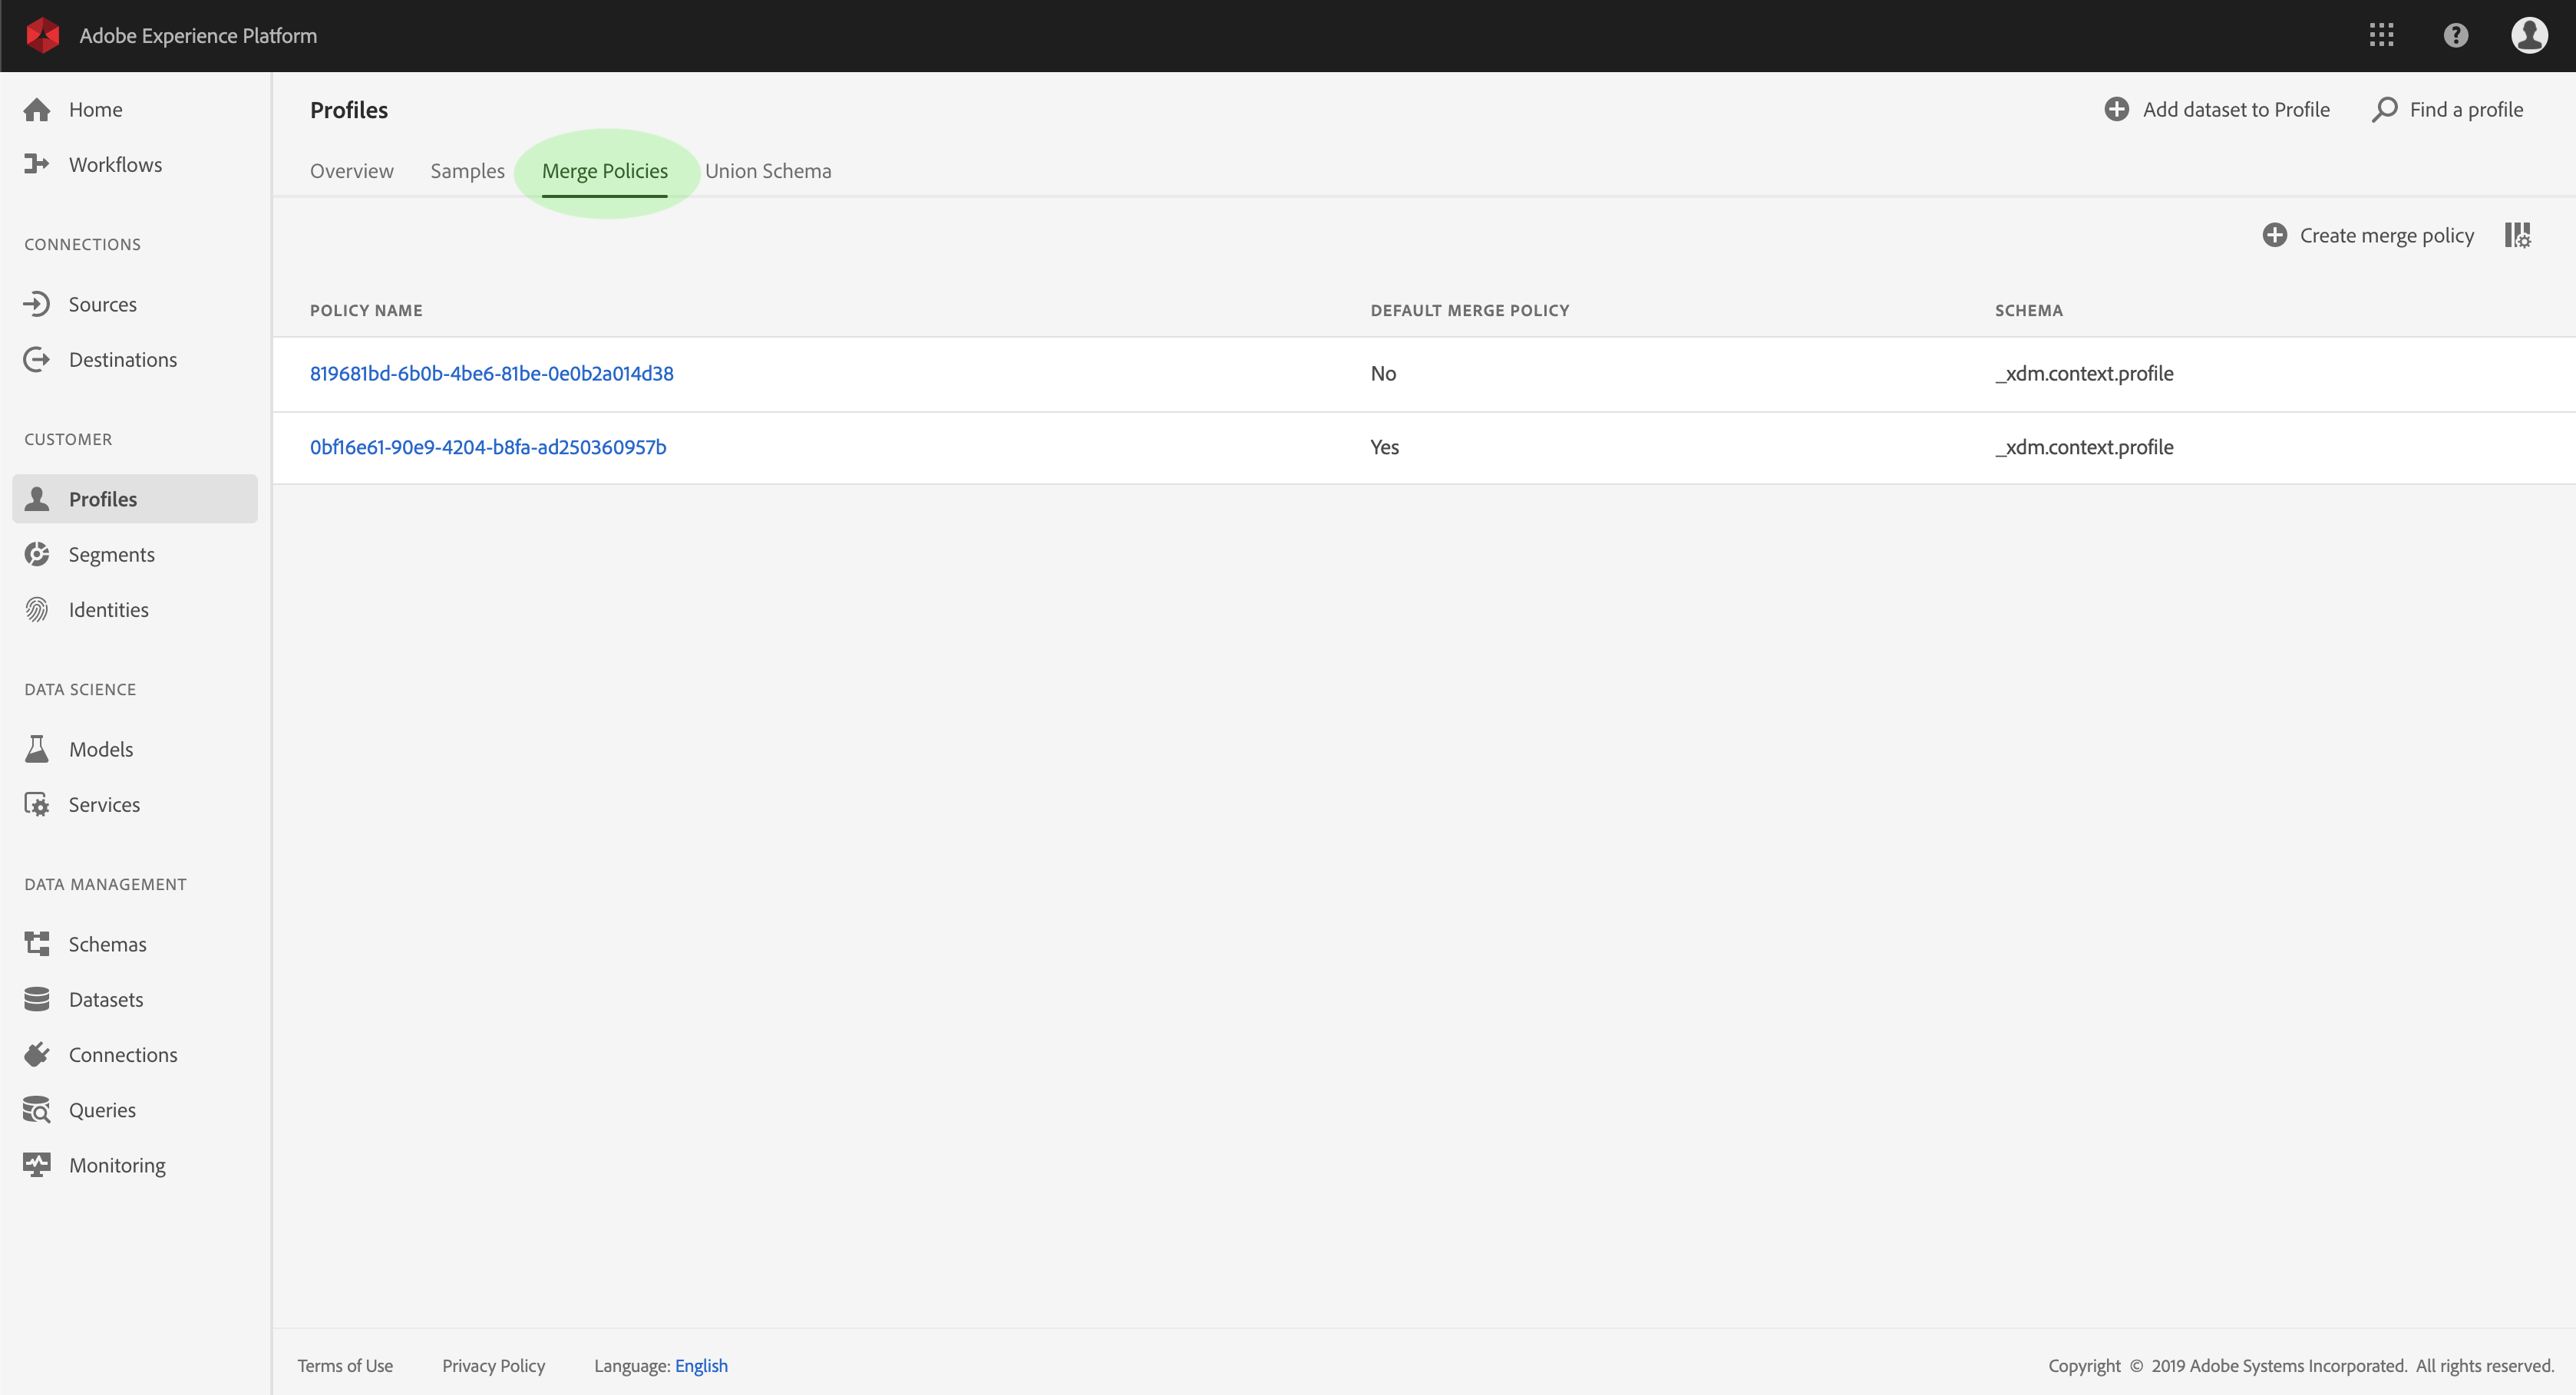 Adobe Experience Platform
Home
Workflows
CONNECTIONS
Sources
Destinations
CUSTOMER
Profiles
Segments
Identities
DATA SCIENCE
Models
Services
DATA MANAGEMENT
Schemas
Datasets
Connections
Queries
Monitoring
Profiles
Add dataset to Profile Find a profile
Overview Samples Merge Policies Union Schema
Create merge policy
POLICY NAME DEFAULT MERGE POLICY SCHEMA
819681bd-6b0b-4be6-81be-0e0b2a014d38 No _xdm.context.profile
0bf16e61-90e9-4204-b8fa-ad250360957b Yes _xdm.context.profile
Terms of Use Privacy Policy Language: English Copyright © 2019 Adobe Systems Incorporated. All rights reserved.